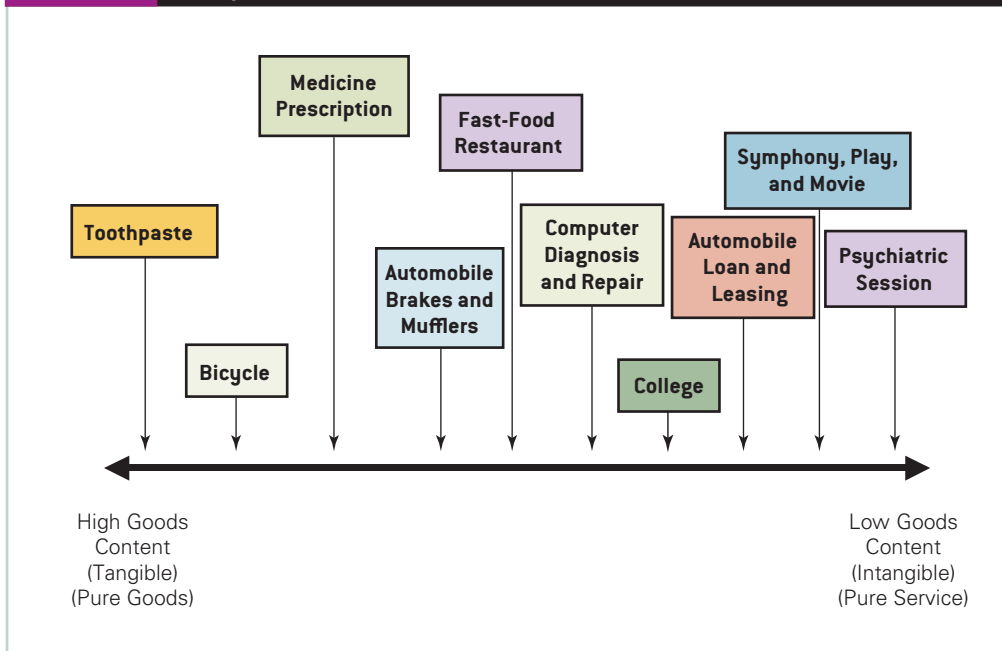 Medicine
Prescription
Fast-Food
Restaurant
Symphony, Play,
and Movie
Toothpaste
Computer
Diagnosis
and Repair
Automobile
Loan and
Leasing
Psychiatric
Session
Automobile
Brakes and
Mufflers
Bicycle
College
High Goods
Content
(Tangible)
(Pure Goods)
Low Goods
Content
(Intangible)
(Pure Service)